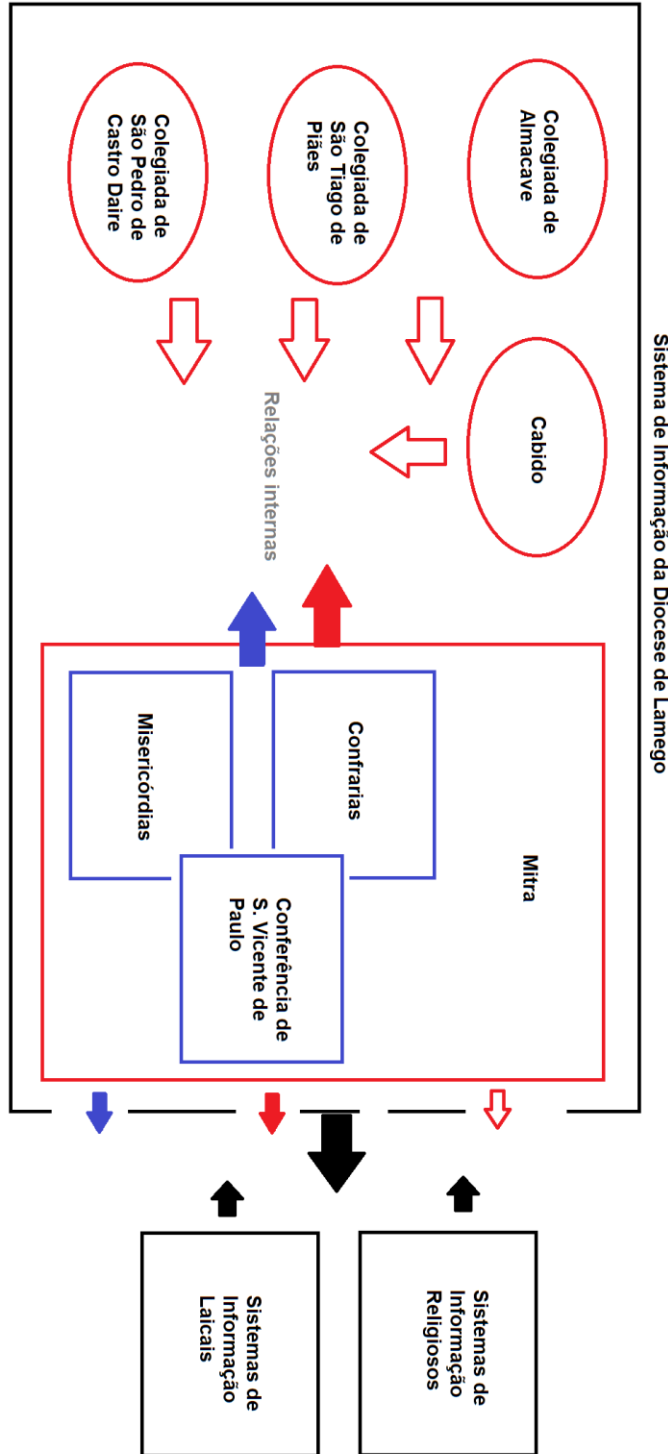 Sistema de Informação da Diocese de Lamego
Colegiada de
São Pedro de
Castro Daire
Colegiada de
São Tiago de
Piães
Colegiada de
Almacave
Cabido
Relações internas
Mitra
Confrarias
Misericórdias
Conferência de
S. Vicente de
Paulo
Sistemas de
Informação
Laicais
Sistemas de
Informação
Religiosos